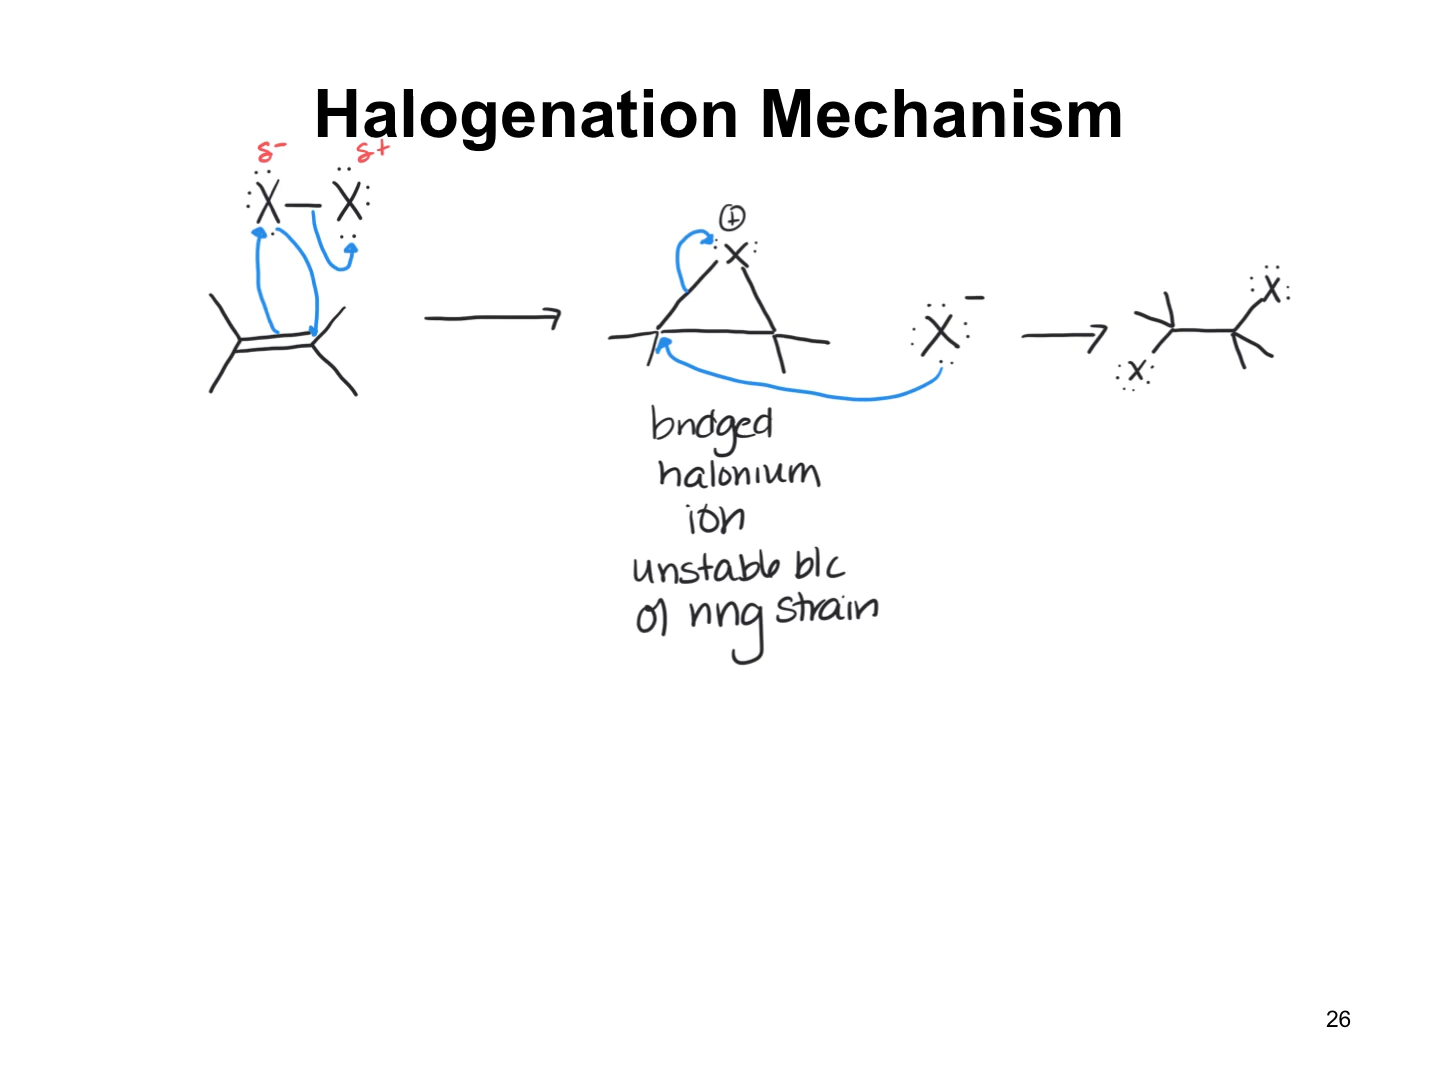 Halogenation Mechanism
δ- δ+
X — X
⊕
X
X -
X
X
bridged
halonium
ion
unstable b/c
of ring strain
26